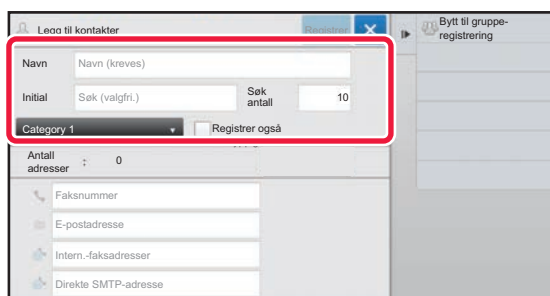 Legg til kontakter
Registrer
Bytt til gruppe-
registrering
Navn
Navn (kreves)
Initial
Søk (valgfri.)
Søk
antall
10
Category 1
Registrer også
Antall
adresser
:
0
Faksnummer
E-postadresse
Intern.-faksadresser
Direkte SMTP-adresse